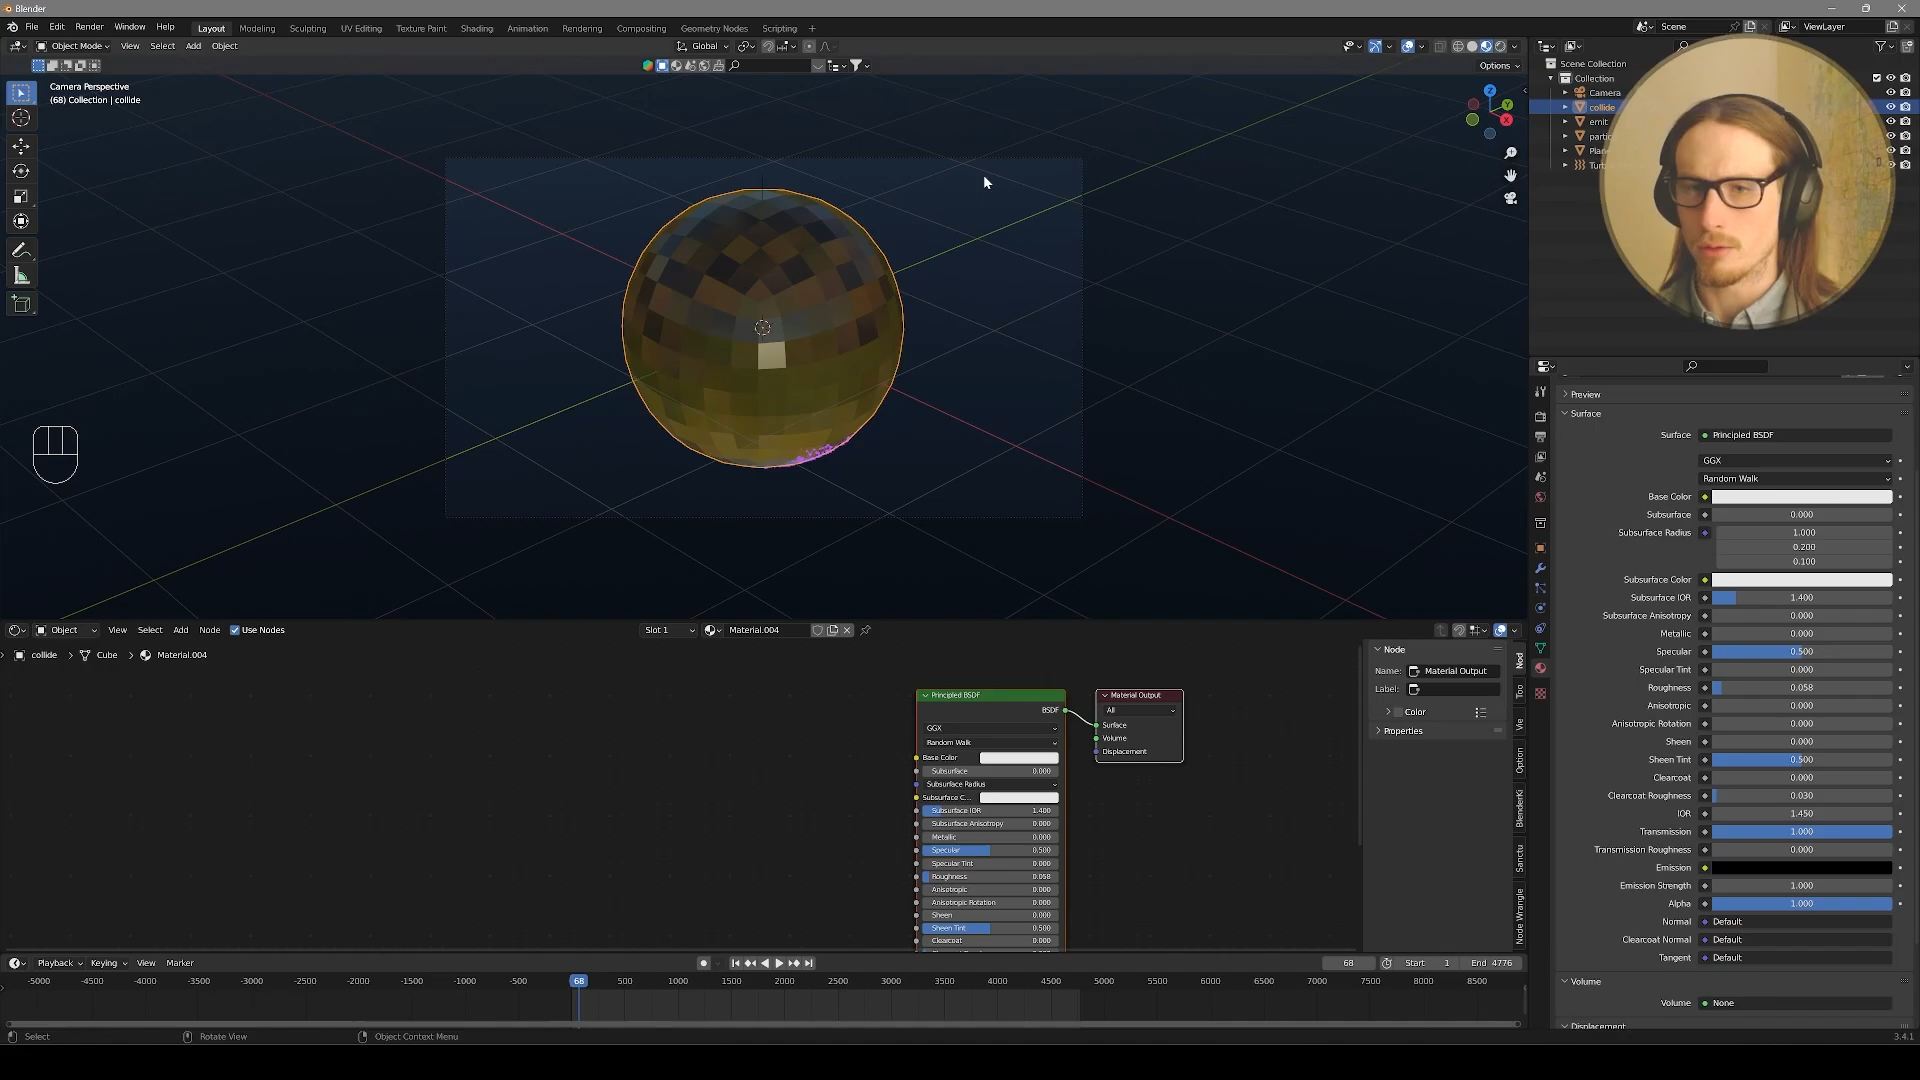 Blender
File Edit Render Window Help Layout Modeling Sculpting UV Editing Texture Paint Shading Animation Rendering Compositing Geometry Nodes Scripting + Scene ViewLayer
Object Mode View Select Add Object Global
Options
Camera Perspective
(68) Collection | collide
Z
Y
X
Scene Collection
Collection
Camera
collide
emit
partic
Plan
Turb
Preview
Surface
Surface Principled BSDF
GGX
Random Walk
Base Color
Subsurface 0.000
Subsurface Radius 1.000
0.200
0.100
Subsurface Color
Subsurface IOR 1.400
Subsurface Anisotropy 0.000
Metallic 0.000
Specular 0.500
Specular Tint 0.000
Roughness 0.058
Anisotropic 0.000
Anisotropic Rotation 0.000
Sheen 0.000
Sheen Tint 0.500
Clearcoat 0.000
Clearcoat Roughness 0.030
IOR 1.450
Transmission 1.000
Transmission Roughness 0.000
Emission
Emission Strength 1.000
Alpha 1.000
Normal Default
Clearcoat Normal Default
Tangent Default
Volume
Volume None
Displacement
Object View Select Add Node Use Nodes Slot 1 Material.004
collide > Cube > Material.004
Principled BSDF
BSDF
GGX
Random Walk
Base Color
Subsurface 0.000
Subsurface Radius
Subsurface C...
Subsurface IOR 1.400
Subsurface Anisotropy 0.000
Metallic 0.000
Specular 0.500
Specular Tint 0.000
Roughness 0.058
Anisotropic 0.000
Anisotropic Rotation 0.000
Sheen 0.000
Sheen Tint 0.500
Clearcoat 0.000
Material Output
All
Surface
Volume
Displacement
Node
Name: Material Output
Label:
Color
Properties
Nod
Too
Vie
Option
BlenderKi
Sanctu
Node Wrangle
Playback Keying View Marker 68 Start 1 End 4776
-5000 -4500 -4000 -3500 -3000 -2500 -2000 -1500 -1000 -500 68 500 1000 1500 2000 2500 3000 3500 4000 4500 5000 5500 6000 6500 7000 7500 8000 8500
Select Rotate View Object Context Menu 3.4.1